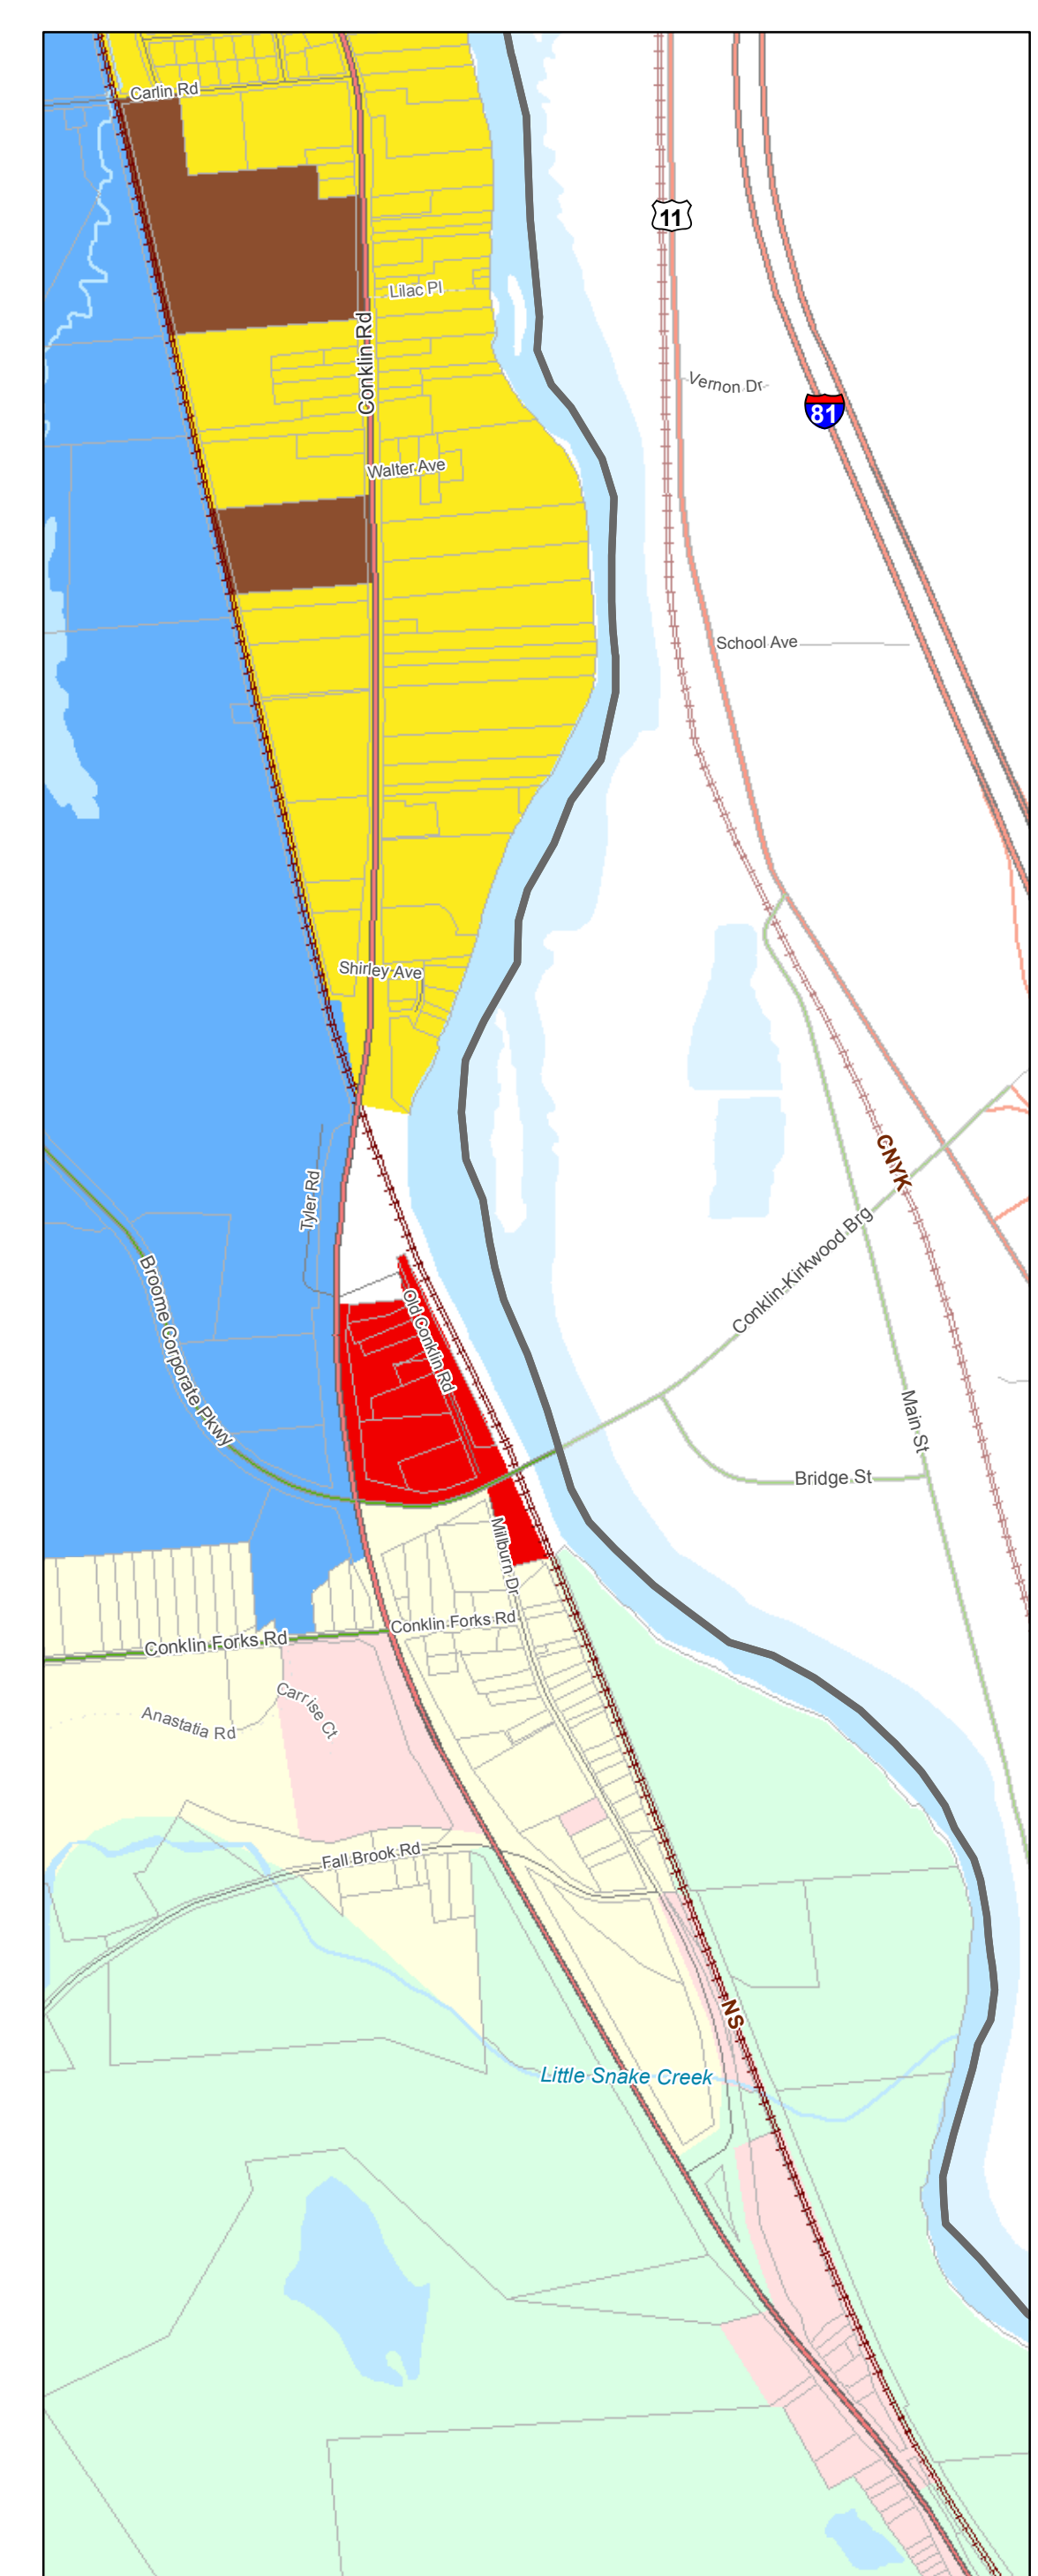 Carlin Rd
11
Lilac Pl
Conklin Rd
Vernon Dr
81
Walter Ave
School Ave
Shirley Ave
CNYK
Tyler Rd
Conklin-Kirkwood Brg
Broome Corporate Pkwy
Old Conklin Rd
Main St
Bridge St
Milburn Dr
Conklin Forks Rd
Conklin Forks Rd
Carrise Ct
Anastatia Rd
Fall Brook Rd
NS
Little Snake Creek